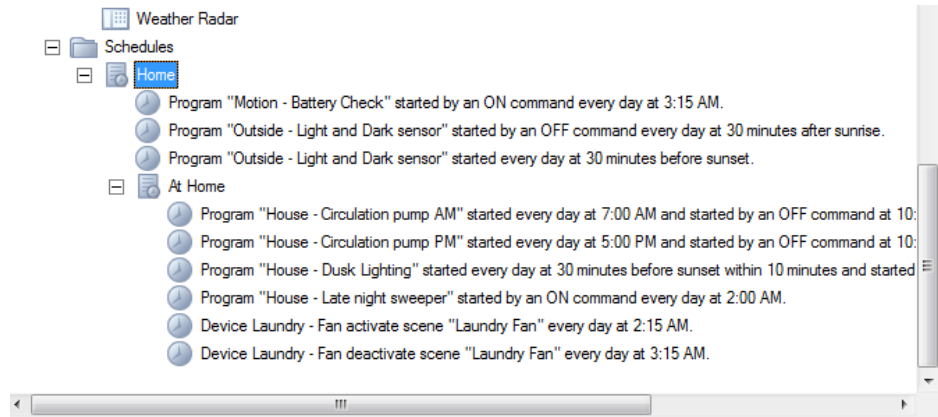 Weather Radar
Schedules
Home
Program "Motion - Battery Check" started by an ON command every day at 3:15 AM.
Program "Outside - Light and Dark sensor" started by an OFF command every day at 30 minutes after sunrise.
Program "Outside - Light and Dark sensor" started every day at 30 minutes before sunset.
At Home
Program "House - Circulation pump AM" started every day at 7:00 AM and started by an OFF command at 10:
Program "House - Circulation pump PM" started every day at 5:00 PM and started by an OFF command at 10:
Program "House - Dusk Lighting" started every day at 30 minutes before sunset within 10 minutes and started
Program "House - Late night sweeper" started by an ON command every day at 2:00 AM.
Device Laundry - Fan activate scene "Laundry Fan" every day at 2:15 AM.
Device Laundry - Fan deactivate scene "Laundry Fan" every day at 3:15 AM.